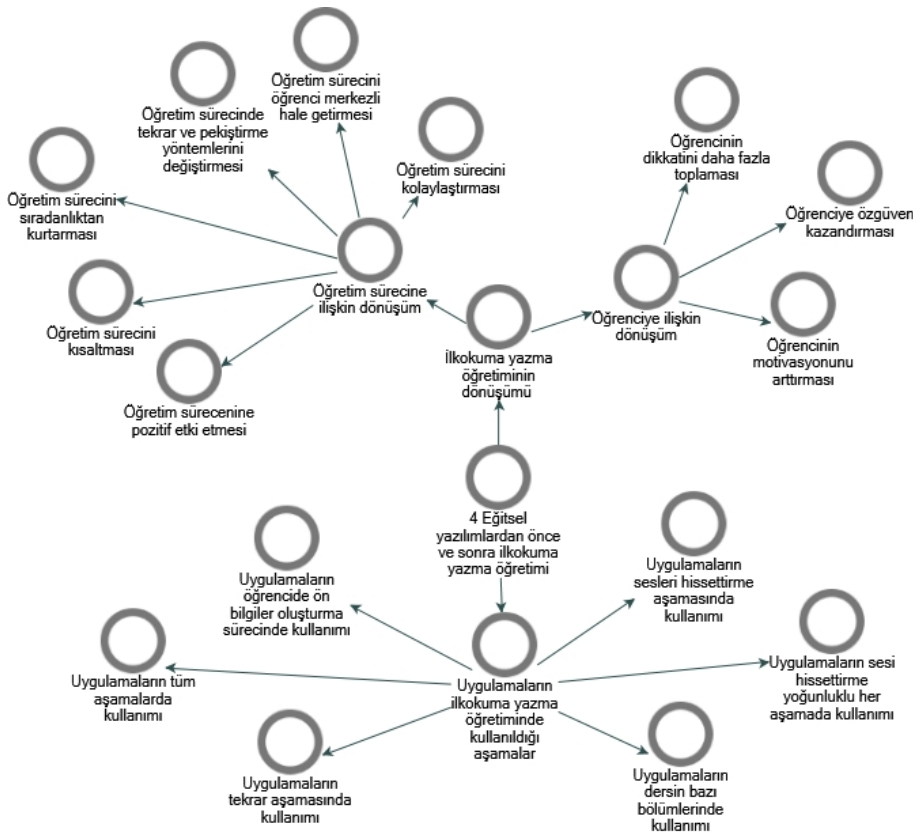 Öğretim sürecini
öğrenci merkezli
hale getirmesi
Öğretim sürecinde
tekrar ve pekiştirme
yöntemlerini
değiştirmesi
Öğretim sürecini
kolaylaştırması
Öğrencinin
dikkatini daha fazla
toplaması
Öğretim sürecini
sıradanlıktan
kurtarması
Öğrenciye özgüven
kazandırması
Öğretim sürecine
ilişkin dönüşüm
Öğrenciye ilişkin
dönüşüm
Öğretim sürecini
kısaltması
Öğrencinin
motivasyonunu
arttırması
İlkokuma yazma
öğretiminin
dönüşümü
Öğretim sürecenine
pozitif etki etmesi
4 Eğitsel
yazılımlardan önce
ve sonra ilkokuma
yazma öğretimi
Uygulamaların
öğrencide ön
bilgiler oluşturma
sürecinde kullanımı
Uygulamaların
sesleri hissettirme
aşamasında
kullanımı
Uygulamaların tüm
aşamalarda
kullanımı
Uygulamaların
ilkokuma yazma
öğretiminde
kullanıldığı
aşamalar
Uygulamaların sesi
hissettirme
yoğunluklu her
aşamada kullanımı
Uygulamaların
tekrar aşamasında
kullanımı
Uygulamaların
dersin bazı
bölümlerinde
kullanımı